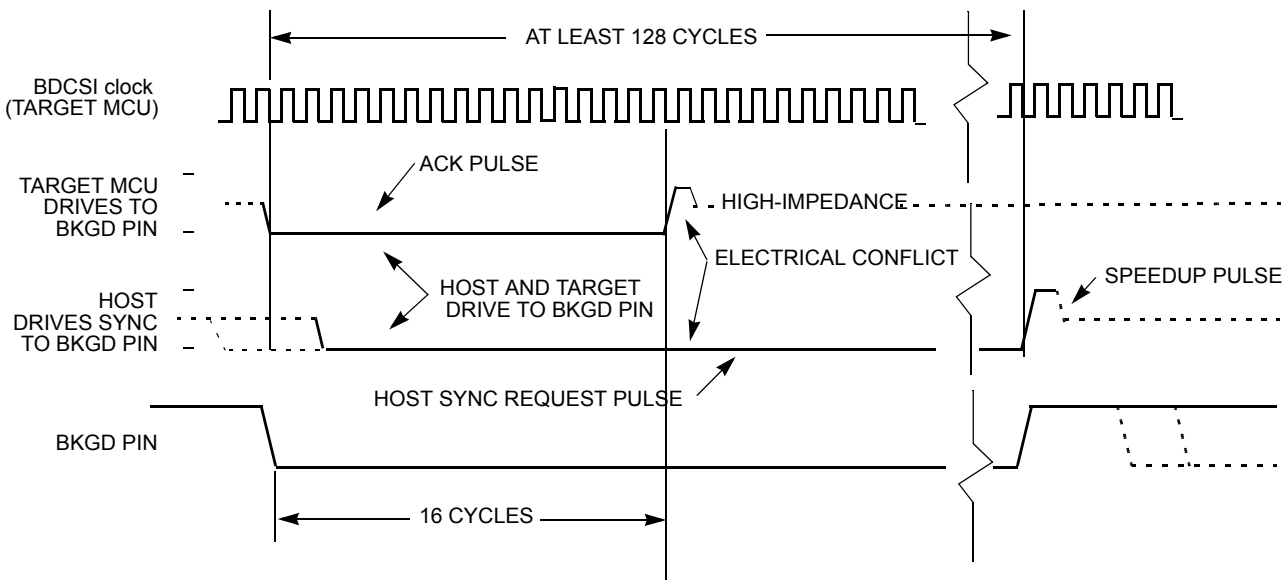 AT LEAST 128 CYCLES
BDCSI clock
(TARGET MCU)
ACK PULSE
TARGET MCU
DRIVES TO
BKGD PIN
HIGH-IMPEDANCE
ELECTRICAL CONFLICT
SPEEDUP PULSE
HOST AND TARGET
DRIVE TO BKGD PIN
HOST
DRIVES SYNC
TO BKGD PIN
HOST SYNC REQUEST PULSE
BKGD PIN
16 CYCLES